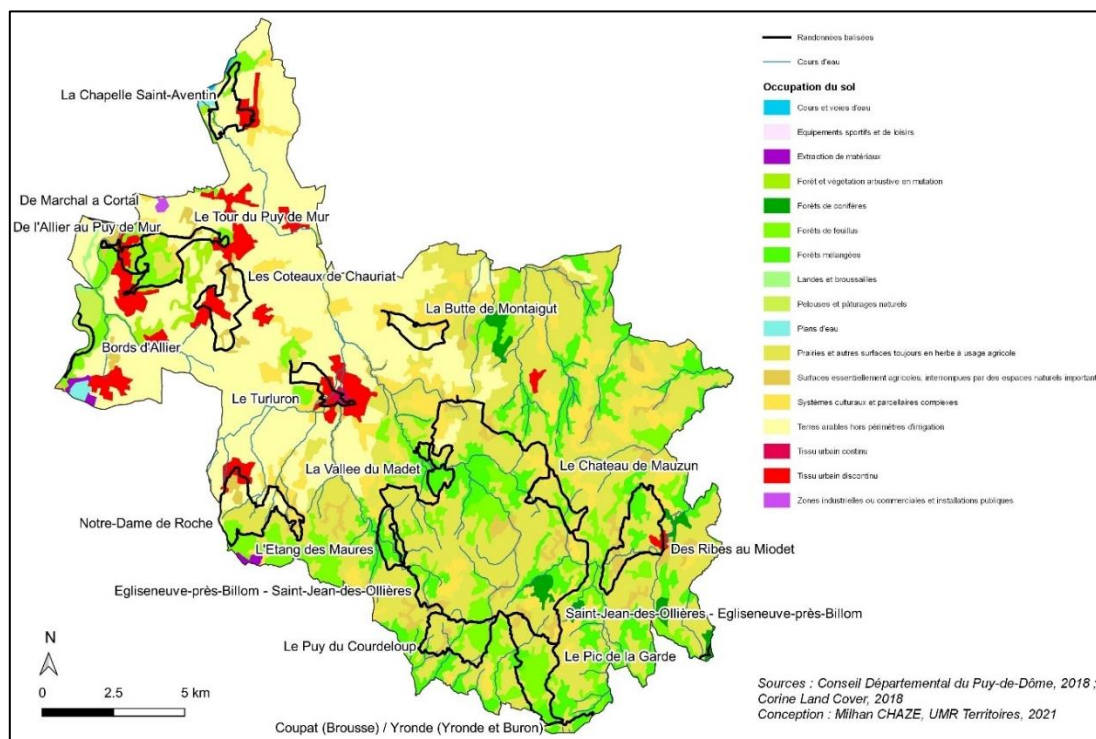 La Chapelle Saint-Aventin
De Marchal a Cortal
De l'Allier au Puy de Mur
Le Tour du Puy de Mur
Les Coteaux de Chauriat
La Butte de Montaigut
Bords d'Allier
Le Turluron
La Vallee du Madet
Le Chateau de Mauzun
Notre-Dame de Roche
L'Etang des Maures
Des Ribes au Miodet
Egliseneuve-près-Billom - Saint-Jean-des-Ollières
Saint-Jean-des-Ollières - Egliseneuve-près-Billom
Le Puy du Courdeloup
Le Pic de la Garde
Coupat (Brousse) / Yronde (Yronde et Buron)
N
0 2.5 5 km
Randonnées balisées
Cours d'eau
Occupation du sol
Cours et voies d'eau
Equipements sportifs et de loisirs
Extraction de matériaux
Forêt et végétation arbustive en mutation
Forêts de conifères
Forêts de feuillus
Forêts mélangées
Landes et broussailles
Pelouses et pâturages naturels
Plans d'eau
Prairies et autres surfaces toujours en herbe à usage agricole
Surfaces essentiellement agricoles, interrompues par des espaces naturels important
Systèmes culturaux et parcellaires complexes
Terres arables hors périmètres d'irrigation
Tissu urbain continu
Tissu urbain discontinu
Zones industrielles ou commerciales et installations publiques
Sources : Conseil Départemental du Puy-de-Dôme, 2018 ;
Corine Land Cover, 2018
Conception : Milhan CHAZE, UMR Territoires, 2021